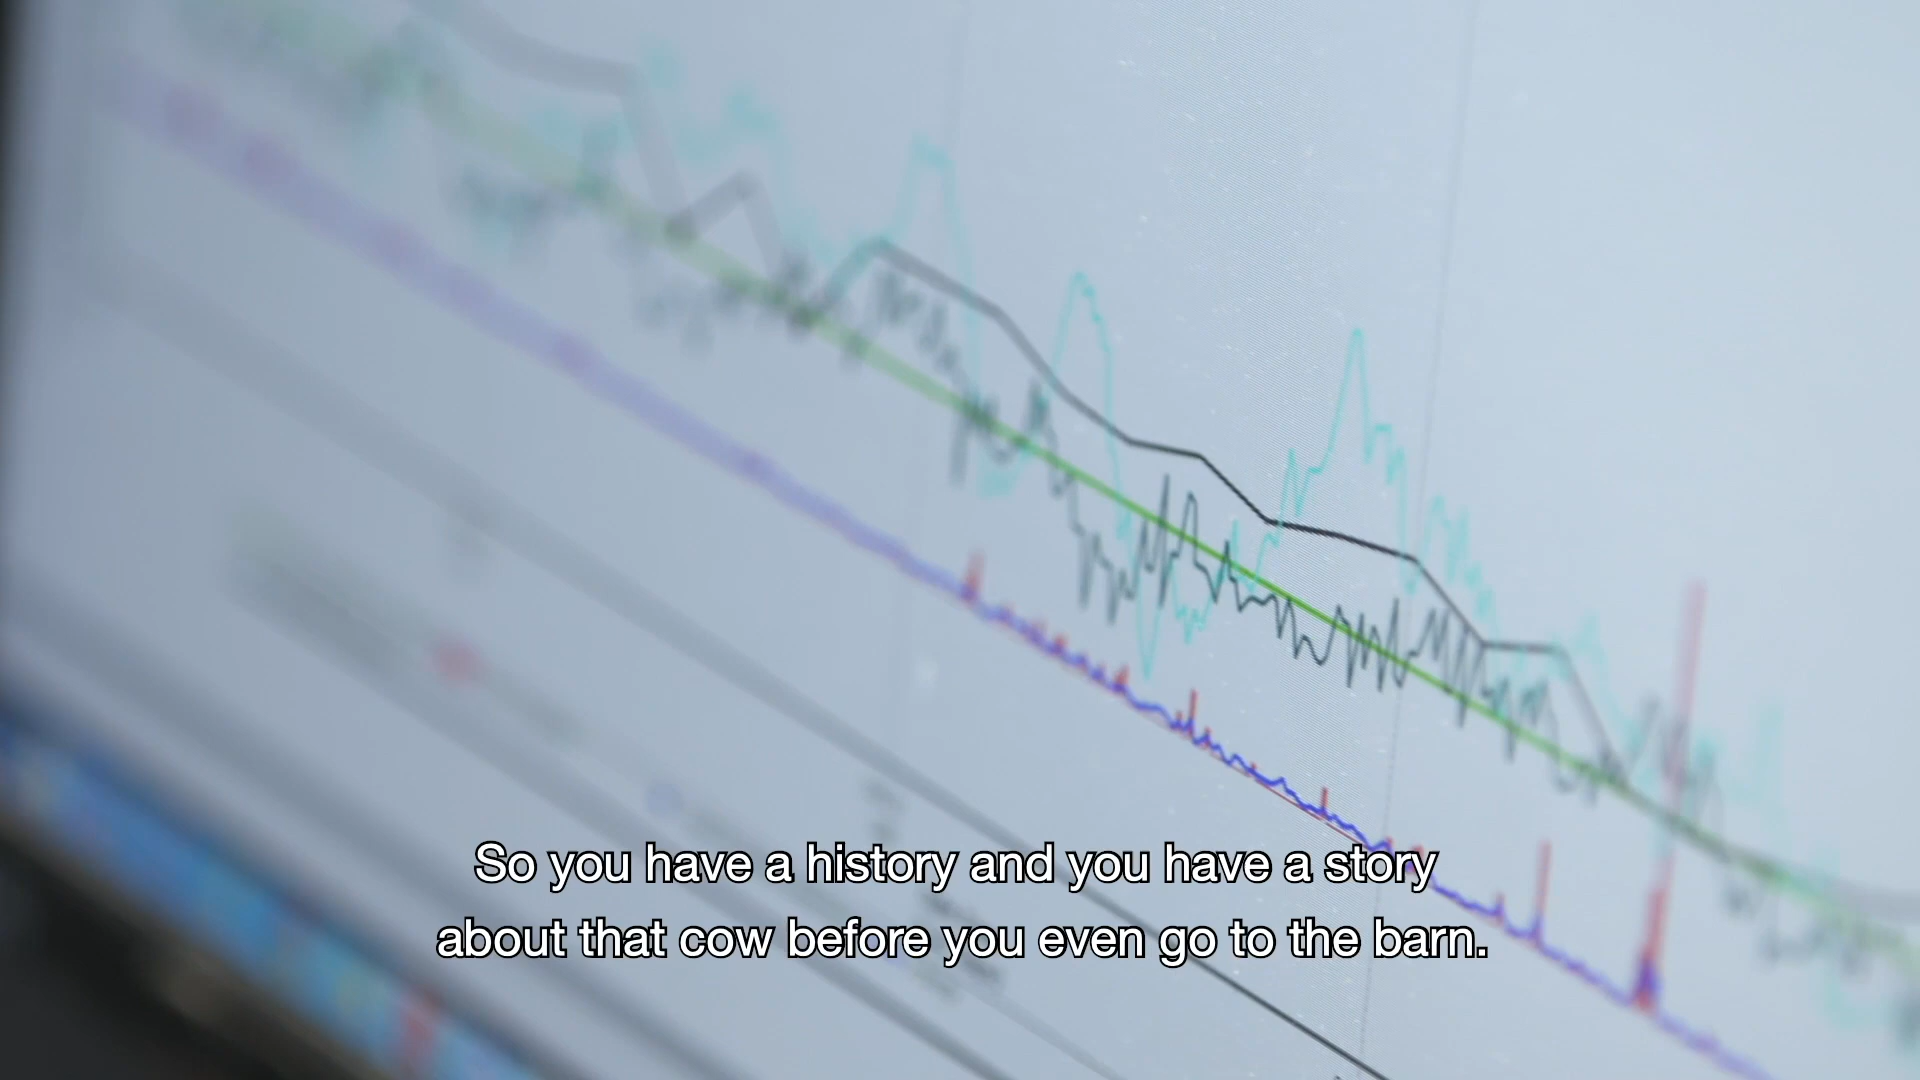 So you have a history and you have a story
about that cow before you even go to the barn.